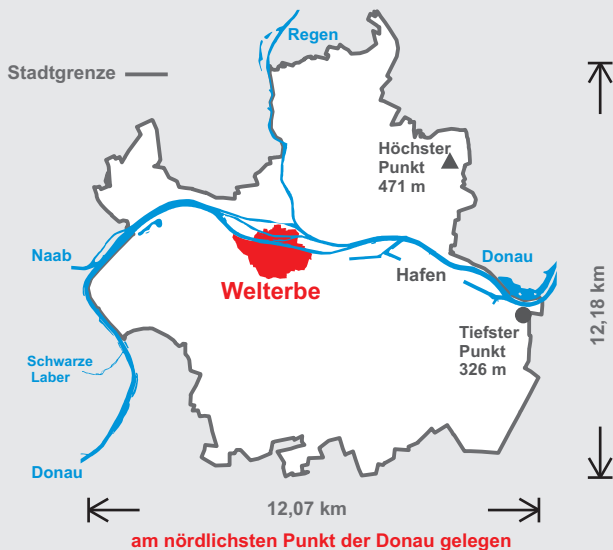 Regen
Stadtgrenze
Höchster
Punkt
471 m
Naab
Donau
Hafen
Welterbe
12,18 km
Tiefster
Punkt
326 m
Schwarze
Laber
Donau
12,07 km
am nördlichsten Punkt der Donau gelegen